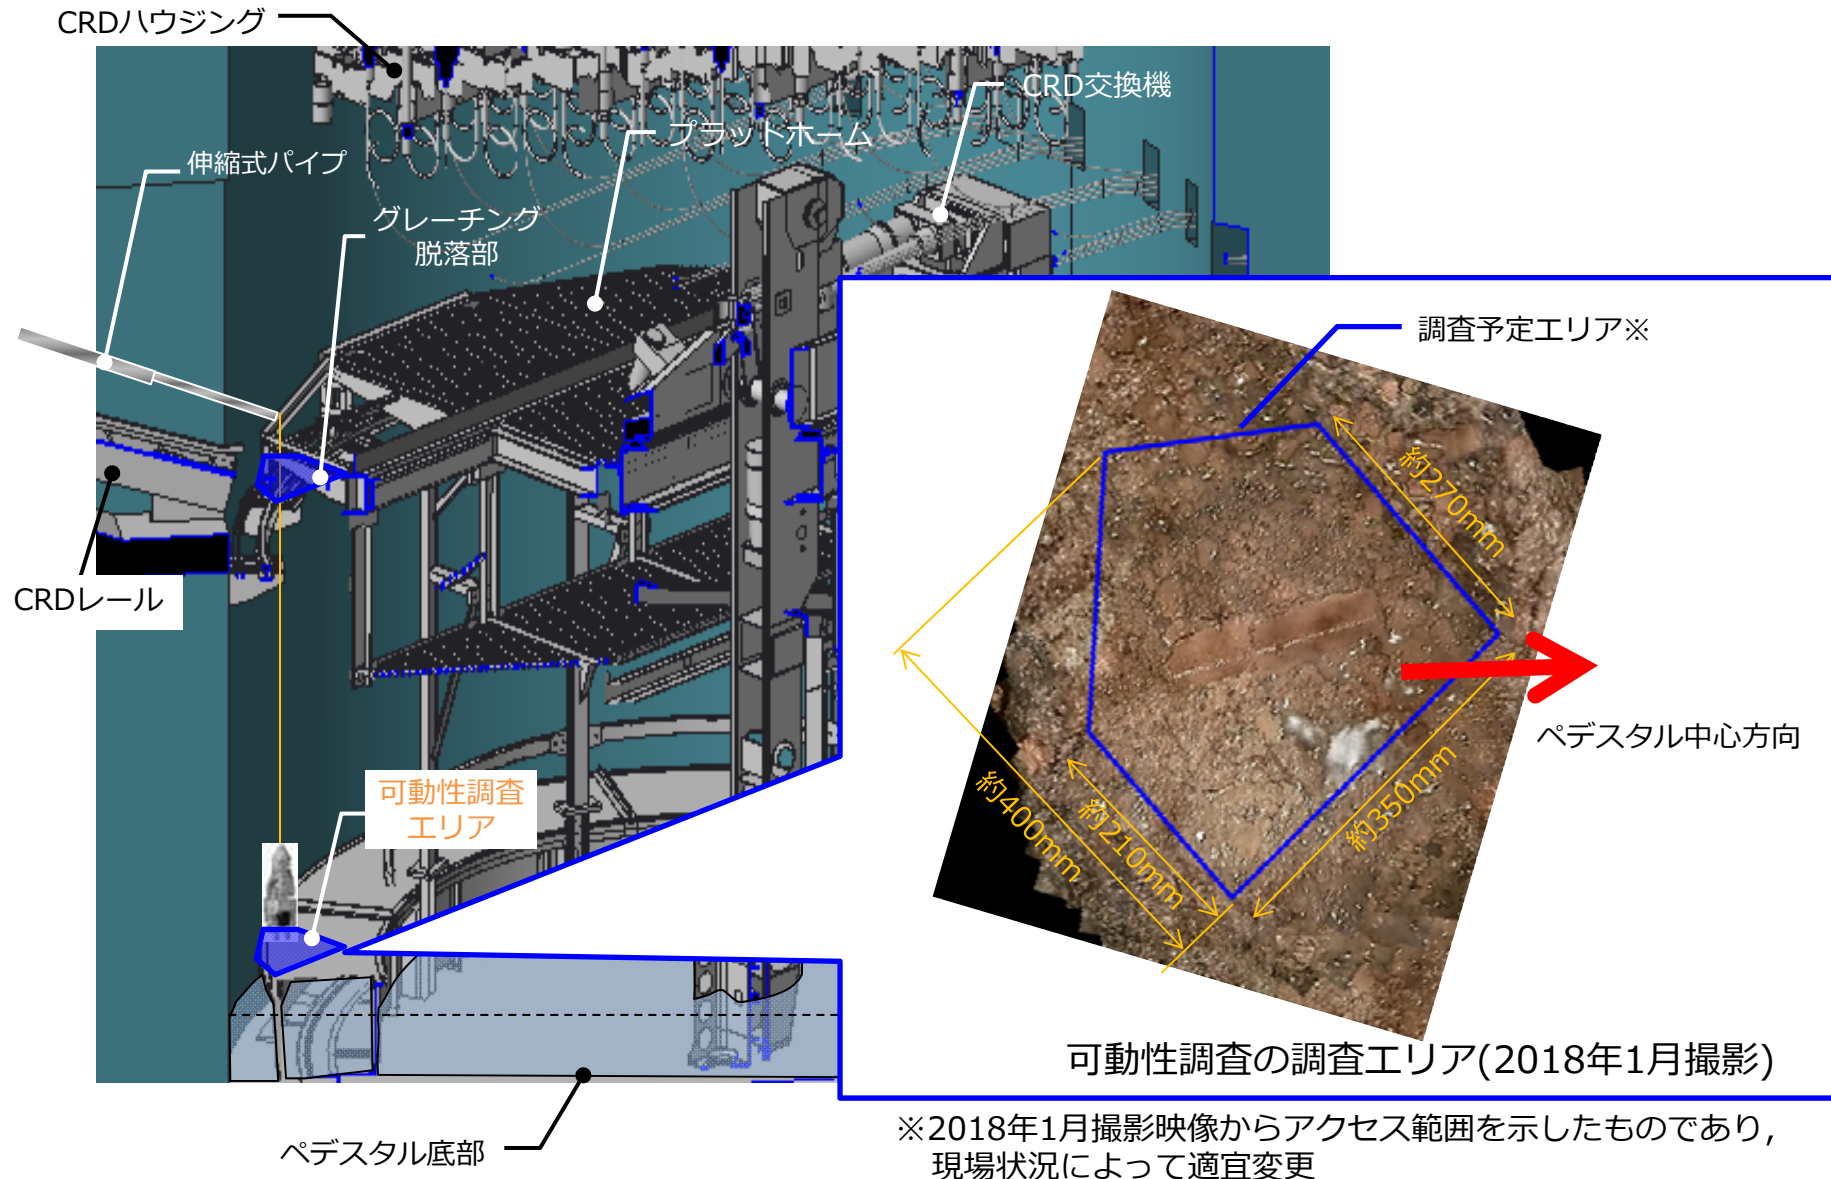 CRDハウジング
CRD交換機
プラットホーム
伸縮式パイプ
グレーチング
脱落部
調査予定エリア※
約270mm
CRDレール
ペデスタル中心方向
可動性調査
エリア
約400mm
約210mm
約350mm
可動性調査の調査エリア(2018年1月撮影)
ペデスタル底部
※2018年1月撮影映像からアクセス範囲を示したものであり,
現場状況によって適宜変更